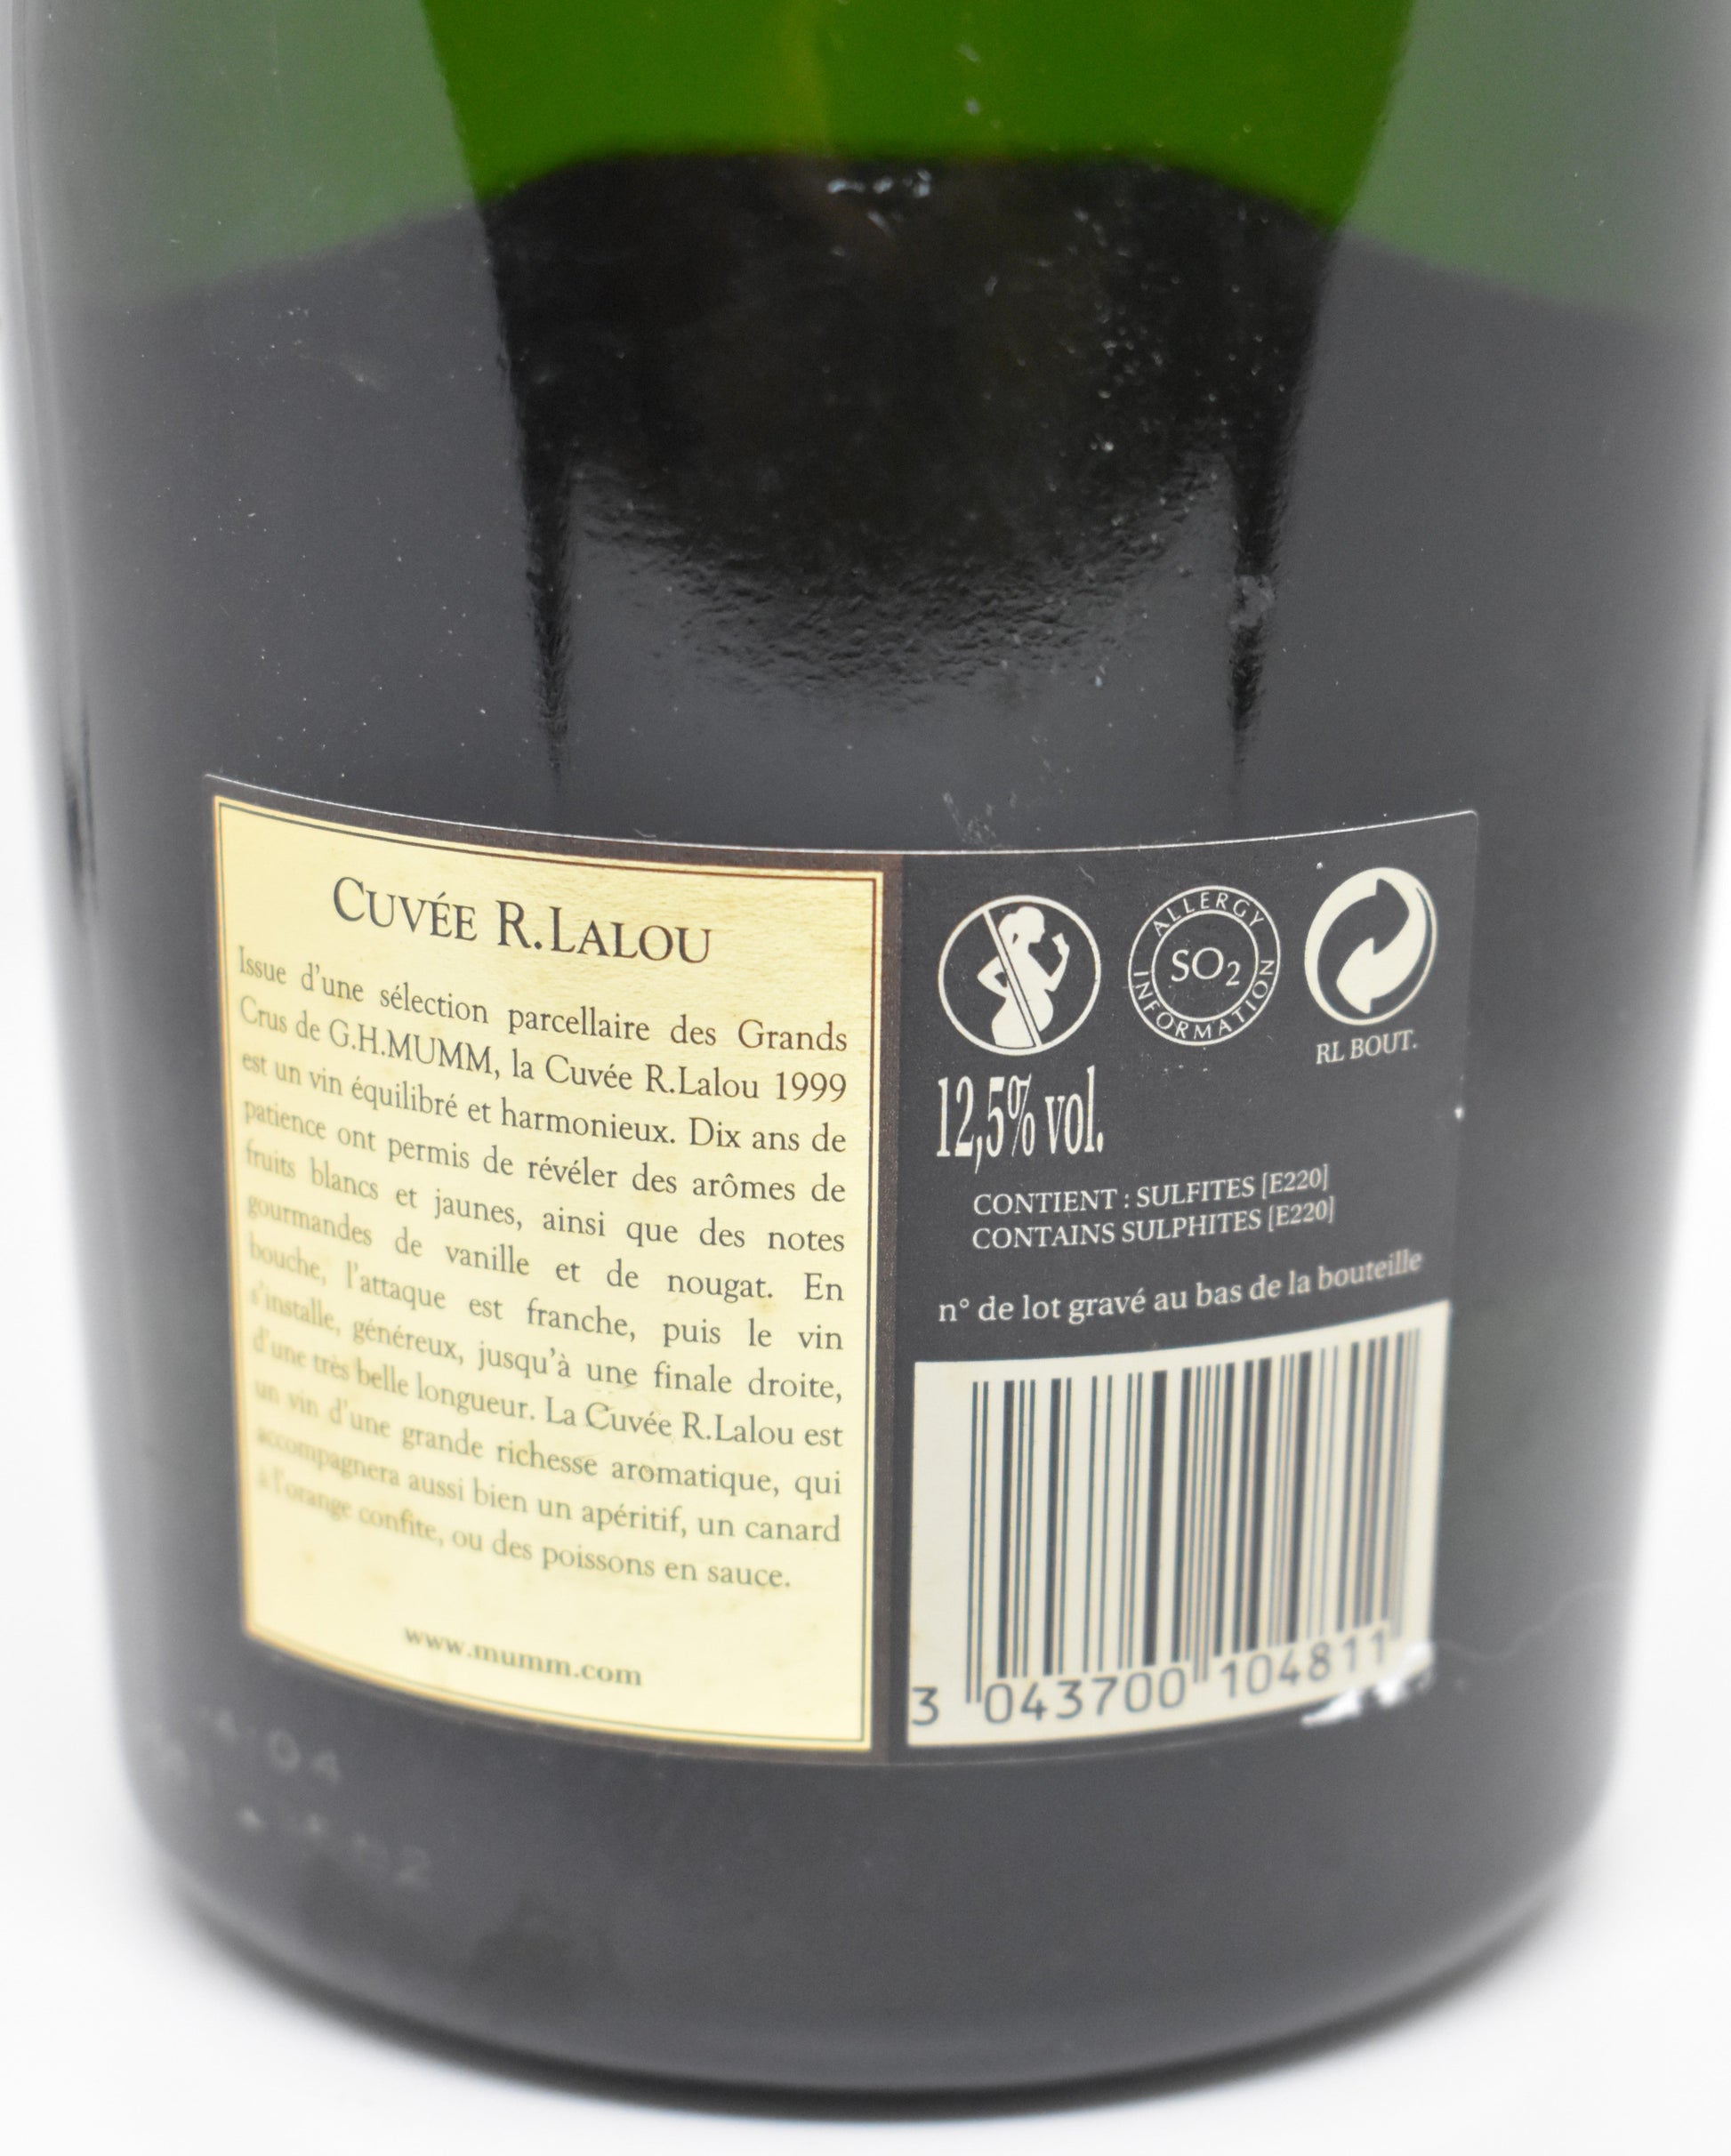 CUVÉE R.LALOU
Issue d'une sélection parcellaire des Grands
Crus de G.H.MUMM, la Cuvée R.Lalou 1999
est un vin équilibré et harmonieux. Dix ans de
patience ont permis de révéler des arômes de
fruits blancs et jaunes, ainsi que des notes
gourmandes de vanille et de nougat. En
bouche, l'attaque est franche, puis le vin
s'installe, généreux, jusqu'à une finale droite,
d'une très belle longueur. La Cuvée R.Lalou est
un vin d'une grande richesse aromatique, qui
accompagnera aussi bien un apéritif, un canard
à l'orange confite, ou des poissons en sauce.
www.mumm.com
ALLERGY
SO2
INFORMATION
RL BOUT.
12,5% vol.
CONTIENT : SULFITES [E220]
CONTAINS SULPHITES [E220]
n° de lot gravé au bas de la bouteille
3 043700 104811